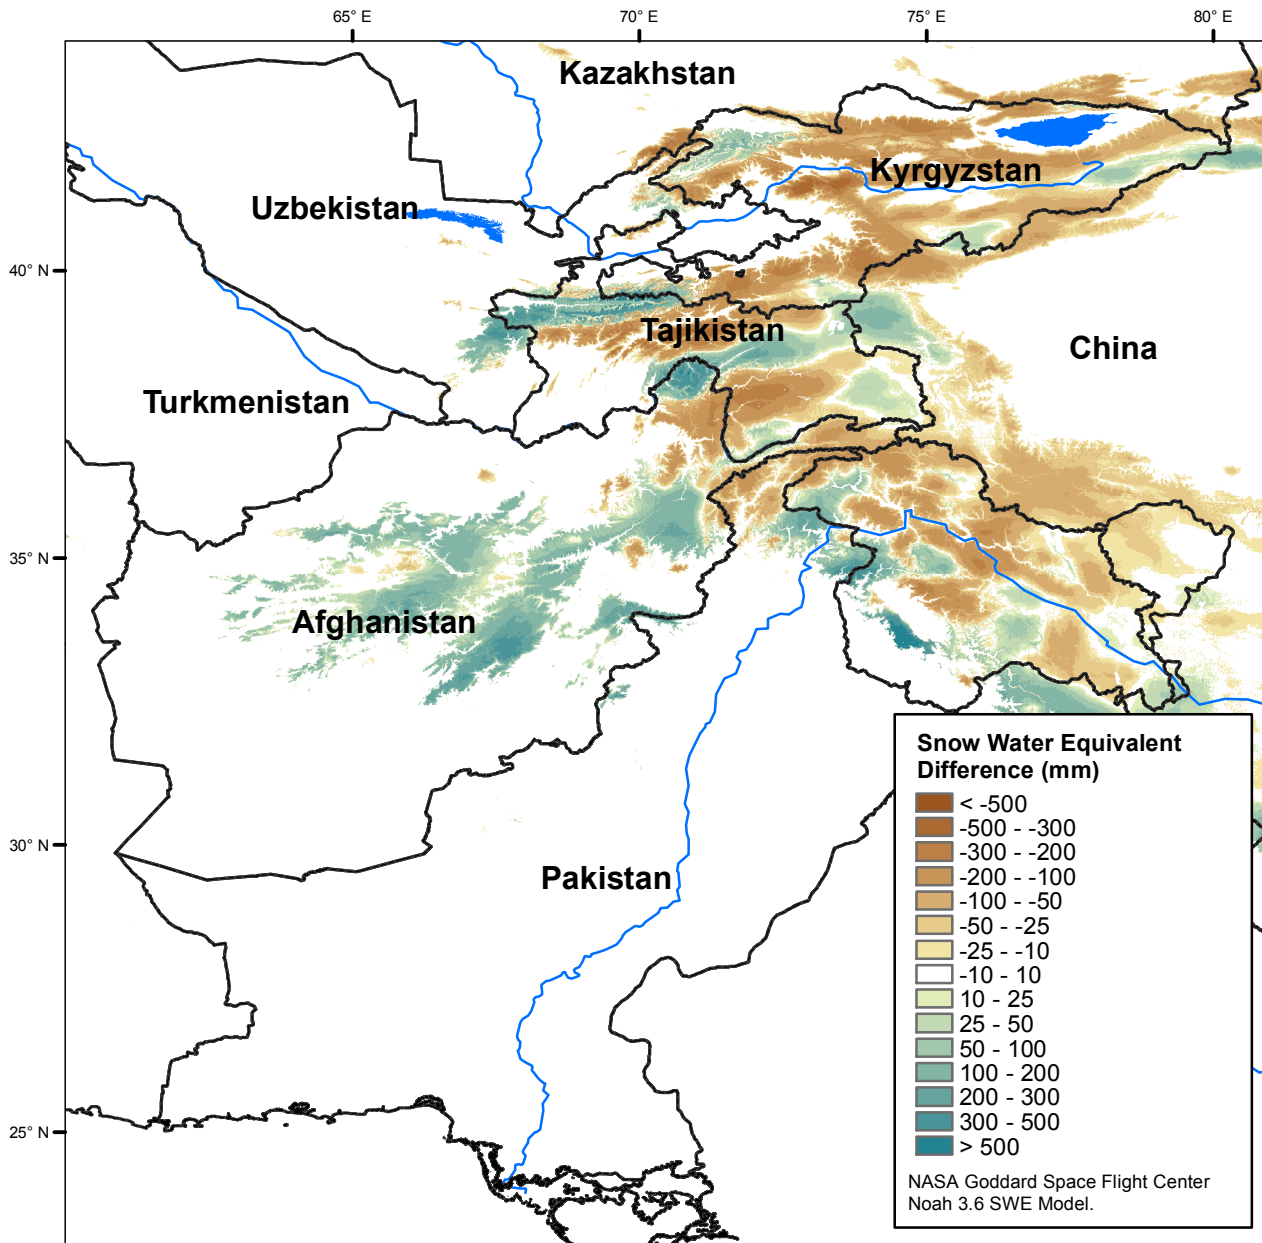 65° E
70° E
75° E
80° E
Kazakhstan
Kyrgyzstan
Uzbekistan
40° N
Tajikistan
China
Turkmenistan
35° N
Afghanistan
Snow Water Equivalent
Difference (mm)
< -500
-500 - -300
-300 - -200
-200 - -100
-100 - -50
-50 - -25
-25 - -10
-10 - 10
10 - 25
25 - 50
50 - 100
100 - 200
200 - 300
300 - 500
> 500
NASA Goddard Space Flight Center
Noah 3.6 SWE Model.
30° N
Pakistan
25° N